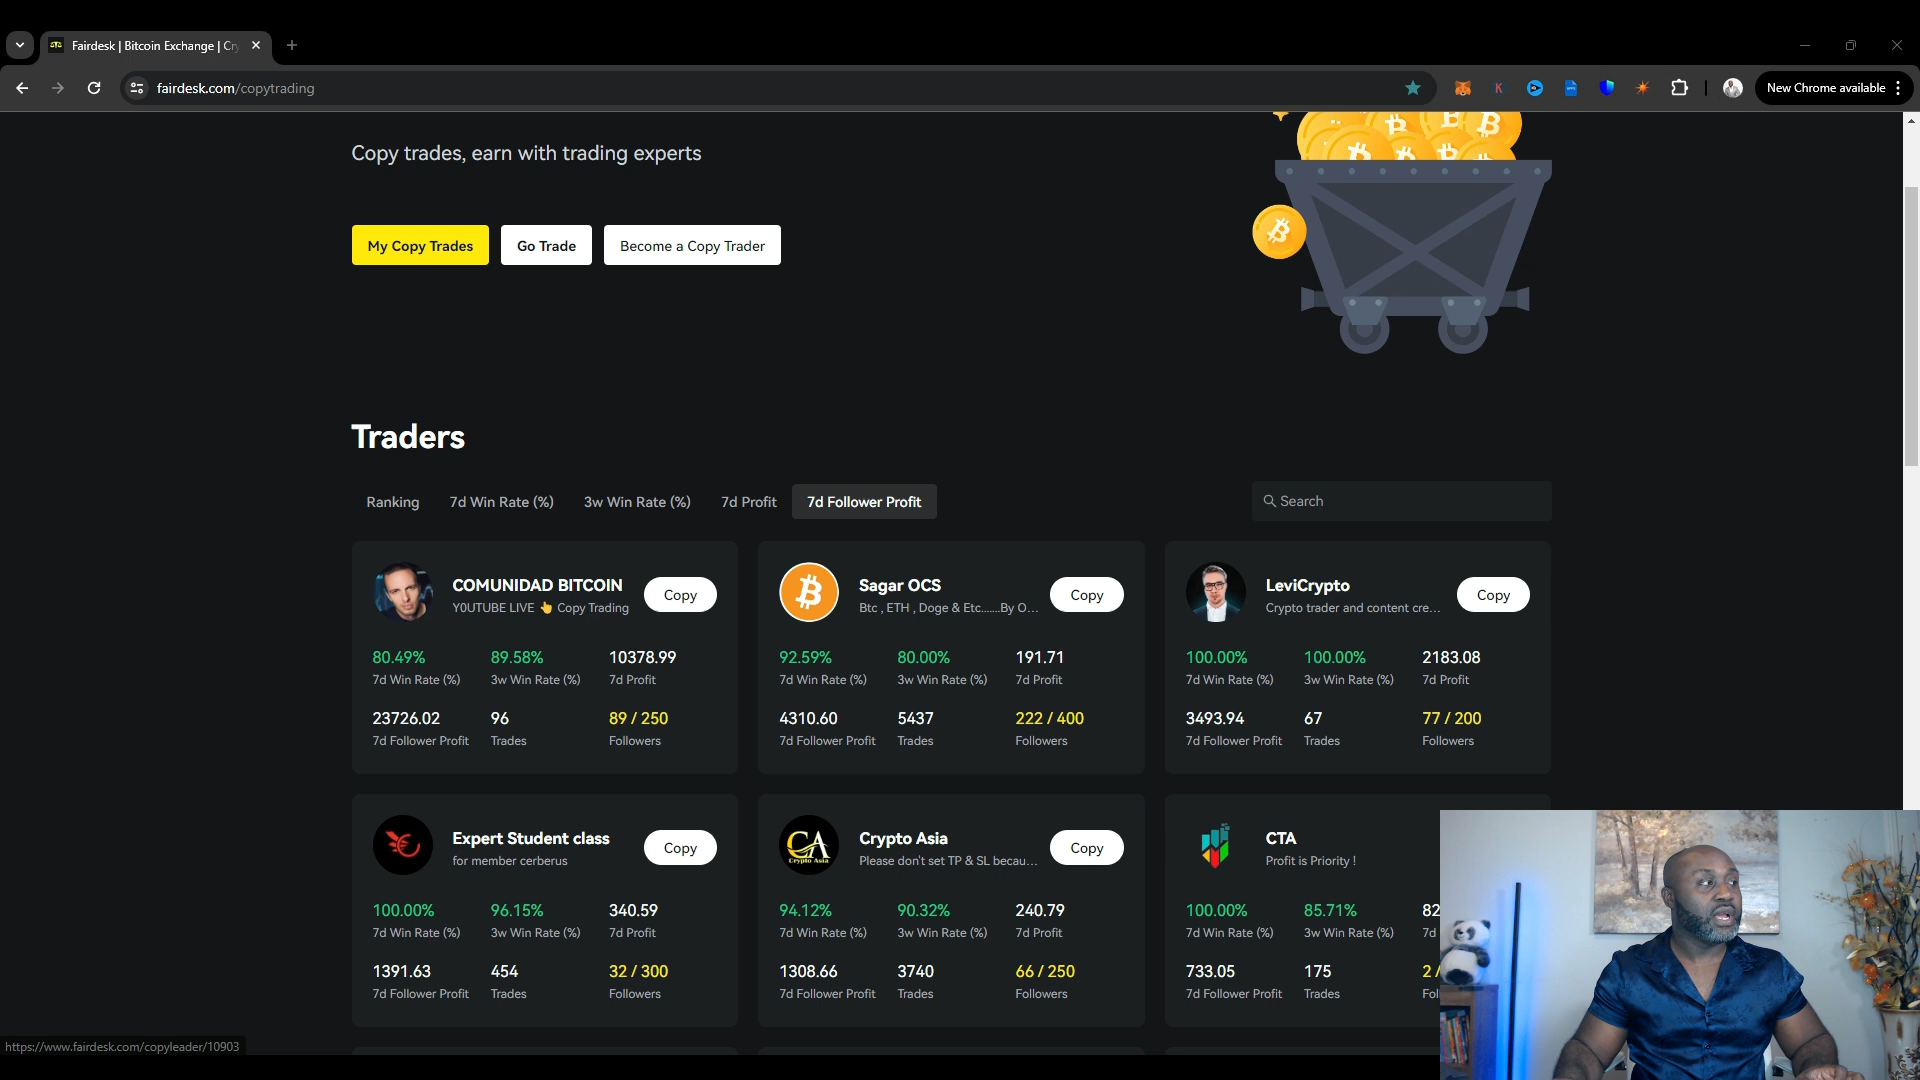 Fairdesk | Bitcoin Exchange | Cr
fairdesk.com/copytrading
K
New Chrome available
Copy trades, earn with trading experts
My Copy Trades
Go Trade
Become a Copy Trader
Traders
Ranking
7d Win Rate (%)
3w Win Rate (%)
7d Profit
7d Follower Profit
Search
COMUNIDAD BITCOIN
Y0UTUBE LIVE 👆 Copy Trading
Copy
80.49%
89.58%
10378.99
7d Win Rate (%)
3w Win Rate (%)
7d Profit
23726.02
96
89 / 250
7d Follower Profit
Trades
Followers
Sagar OCS
Btc , ETH , Doge & Etc.......By O...
Copy
92.59%
80.00%
191.71
7d Win Rate (%)
3w Win Rate (%)
7d Profit
4310.60
5437
222 / 400
7d Follower Profit
Trades
Followers
LeviCrypto
Crypto trader and content cre...
Copy
100.00%
100.00%
2183.08
7d Win Rate (%)
3w Win Rate (%)
7d Profit
3493.94
67
77 / 200
7d Follower Profit
Trades
Followers
Expert Student class
for member cerberus
Copy
100.00%
96.15%
340.59
7d Win Rate (%)
3w Win Rate (%)
7d Profit
1391.63
454
32 / 300
7d Follower Profit
Trades
Followers
CA
Crypto Asia
Crypto Asia
Please don't set TP & SL becau...
Copy
94.12%
90.32%
240.79
7d Win Rate (%)
3w Win Rate (%)
7d Profit
1308.66
3740
66 / 250
7d Follower Profit
Trades
Followers
CTA
Profit is Priority !
100.00%
85.71%
82
7d Win Rate (%)
3w Win Rate (%)
7d
733.05
175
2 /
7d Follower Profit
Trades
Fol
https://www.fairdesk.com/copyleader/10903